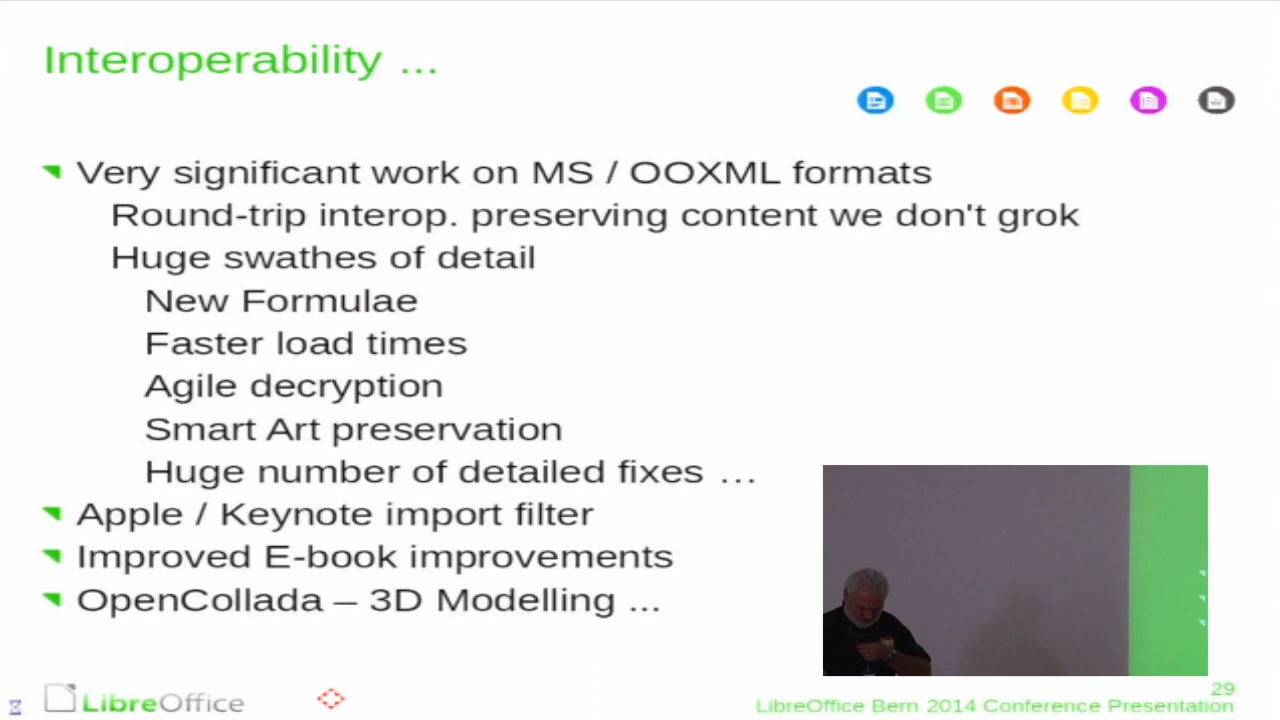 Interoperability ...
Very significant work on MS / OOXML formats
Round-trip interop. preserving content we don't grok
Huge swathes of detail
New Formulae
Faster load times
Agile decryption
Smart Art preservation
Huge number of detailed fixes …
Apple / Keynote import filter
Improved E-book improvements
OpenCollada – 3D Modelling ...
LibreOffice
29
LibreOffice Bern 2014 Conference Presentation